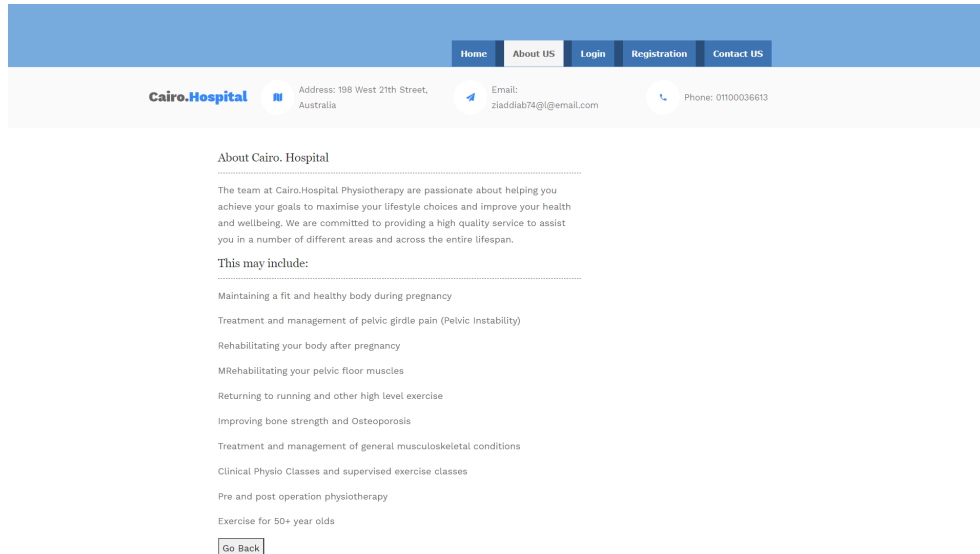 Home About US Login Registration Contact US
Cairo.Hospital
Address: 198 West 21th Street,
Australia
Email:
ziaddiab74@l@email.com
Phone: 01100036613
About Cairo. Hospital
The team at Cairo.Hospital Physiotherapy are passionate about helping you
achieve your goals to maximise your lifestyle choices and improve your health
and wellbeing. We are committed to providing a high quality service to assist
you in a number of different areas and across the entire lifespan.
This may include:
Maintaining a fit and healthy body during pregnancy
Treatment and management of pelvic girdle pain (Pelvic Instability)
Rehabilitating your body after pregnancy
MRehabilitating your pelvic floor muscles
Returning to running and other high level exercise
Improving bone strength and Osteoporosis
Treatment and management of general musculoskeletal conditions
Clinical Physio Classes and supervised exercise classes
Pre and post operation physiotherapy
Exercise for 50+ year olds
Go Back